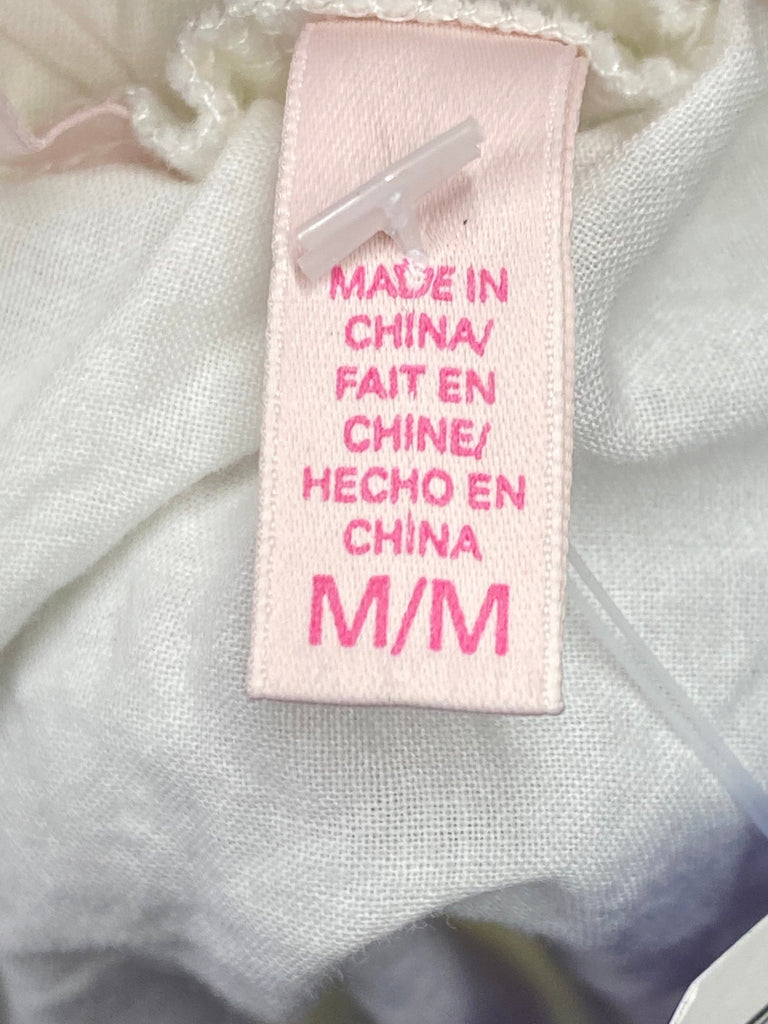 MADE IN
CHINA/
FAIT EN
CHINE/
HECHO EN
CHINA
M/M